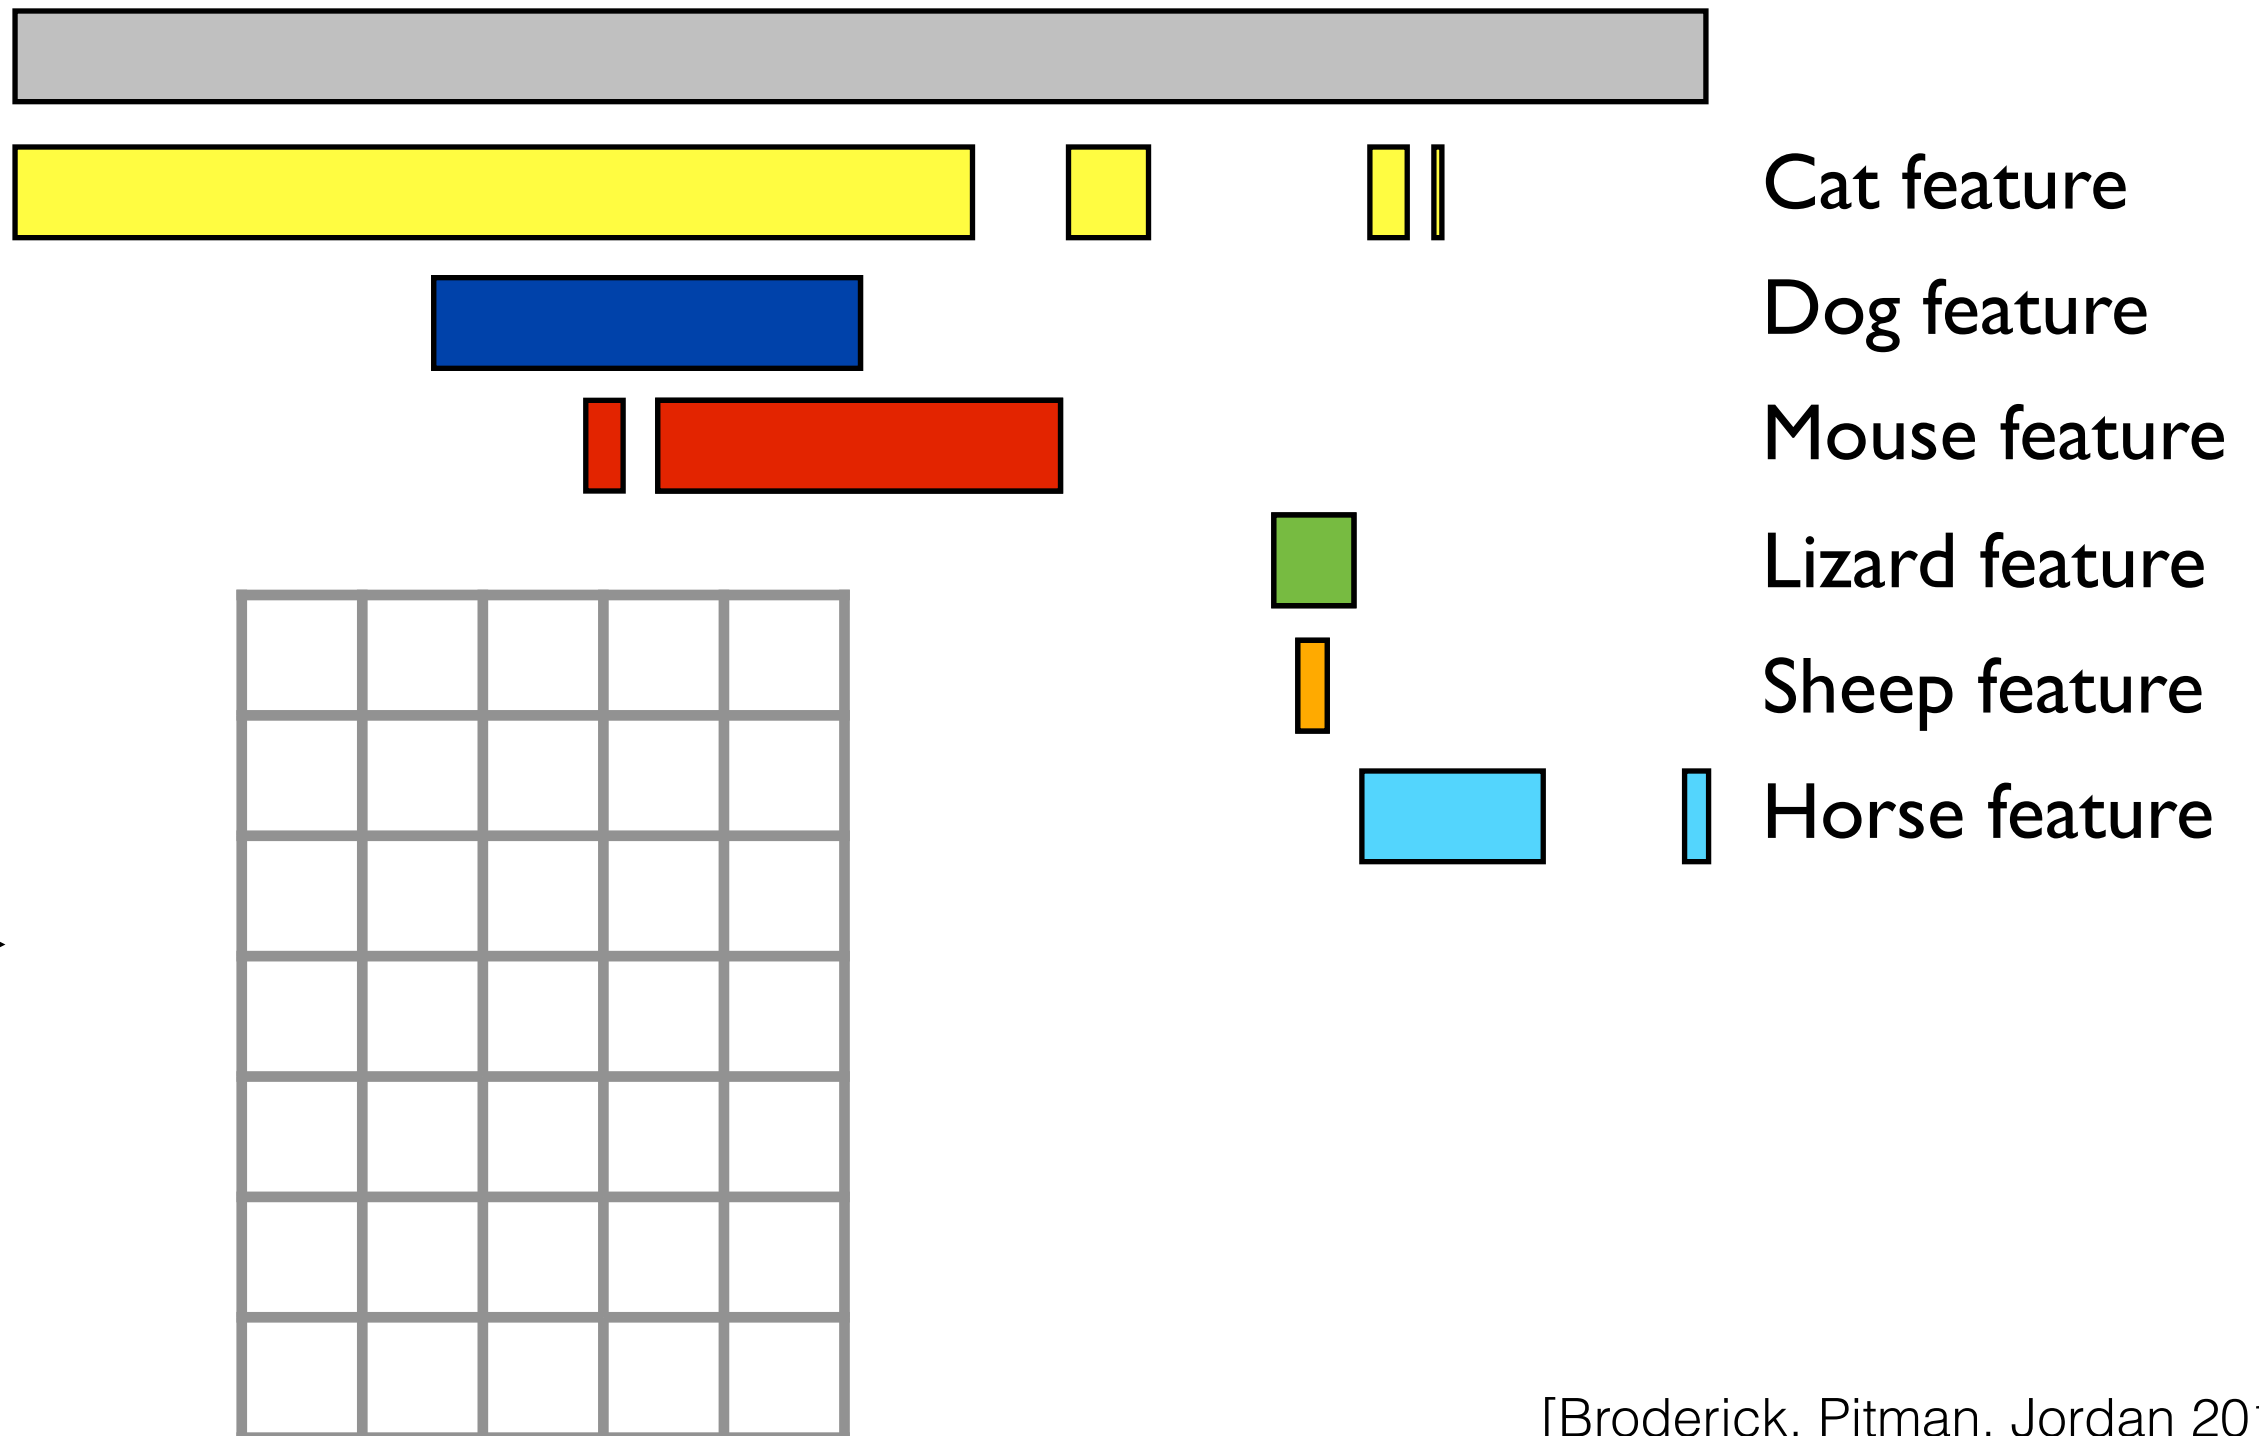 Cat feature
Dog feature
Mouse feature
Lizard feature
Sheep feature
Horse feature
[Broderick, Pitman, Jordan